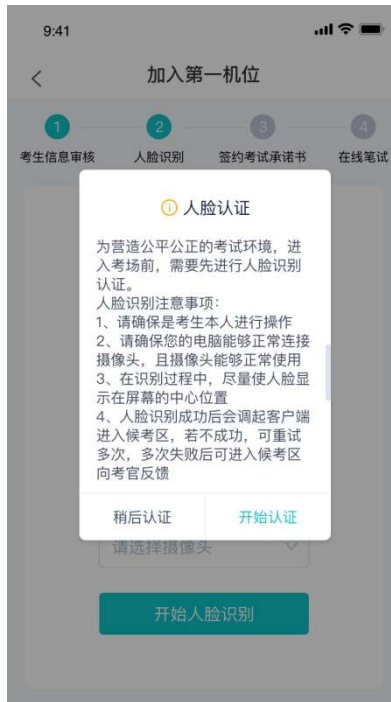 9:41
加入第一机位
1
2
3
4
考生信息审核
人脸识别
签约考试承诺书
在线笔试
人脸认证
为营造公平公正的考试环境，进
入考场前，需要先进行人脸识别
认证。
人脸识别注意事项：
1、请确保是考生本人进行操作
2、请确保您的电脑能够正常连接
摄像头，且摄像头能够正常使用
3、在识别过程中，尽量使人脸显
示在屏幕的中心位置
4、人脸识别成功后会调起客户端
进入候考区，若不成功，可重试
多次，多次失败后可进入候考区
向考官反馈
稍后认证
开始认证
请选择摄像头
开始人脸识别